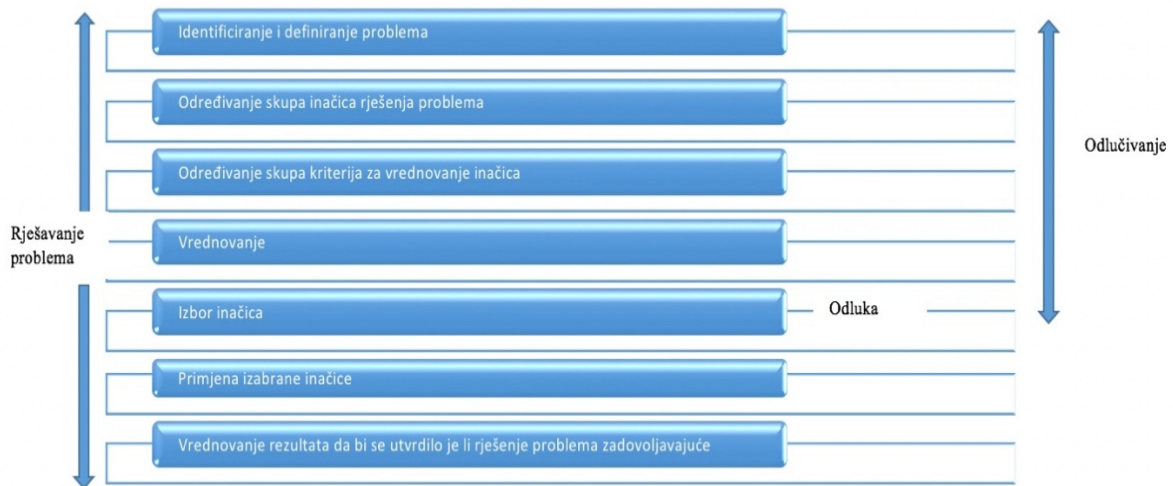 Identificiranje i definiranje problema
Određivanje skupa inačica rješenja problema
Odlučivanje
Određivanje skupa kriterija za vrednovanje inačica
Rješavanje
problema
Vrednovanje
Izbor inačica
Odluka
Primjena izabrane inačice
Vrednovanje rezultata da bi se utvrdilo je li rješenje problema zadovoljavajuće